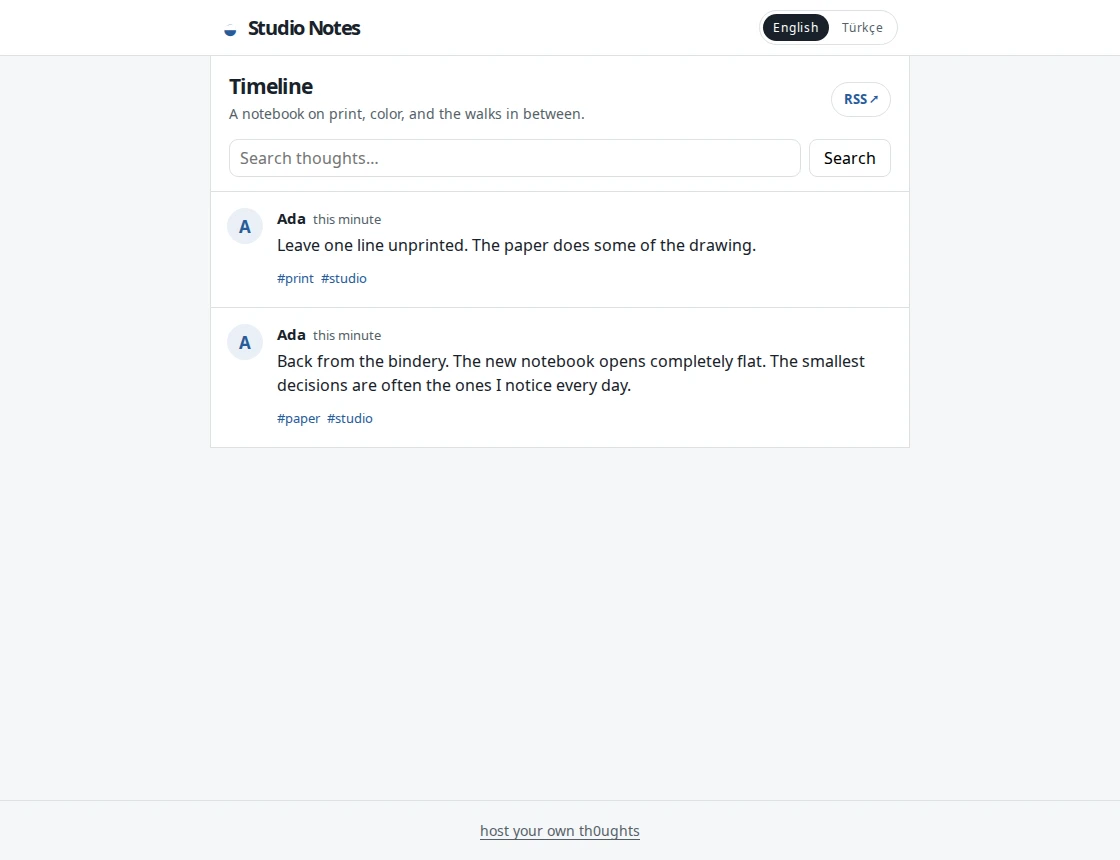 Studio Notes
English Türkçe
Timeline
A notebook on print, color, and the walks in between.
RSS↗
Search thoughts... Search
A Ada this minute
Leave one line unprinted. The paper does some of the drawing.
#print #studio
A Ada this minute
Back from the bindery. The new notebook opens completely flat. The smallest
decisions are often the ones I notice every day.
#paper #studio
host your own th0ughts